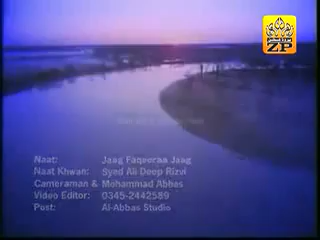 ZP
Naat: Jaag Faqeeraa Jaag
Naat Khwan: Syed Ali Deep Rizvi
Cameraman & Mohammad Abbas
Video Editor: 0345-2442589
Post: Al-Abbas Studio